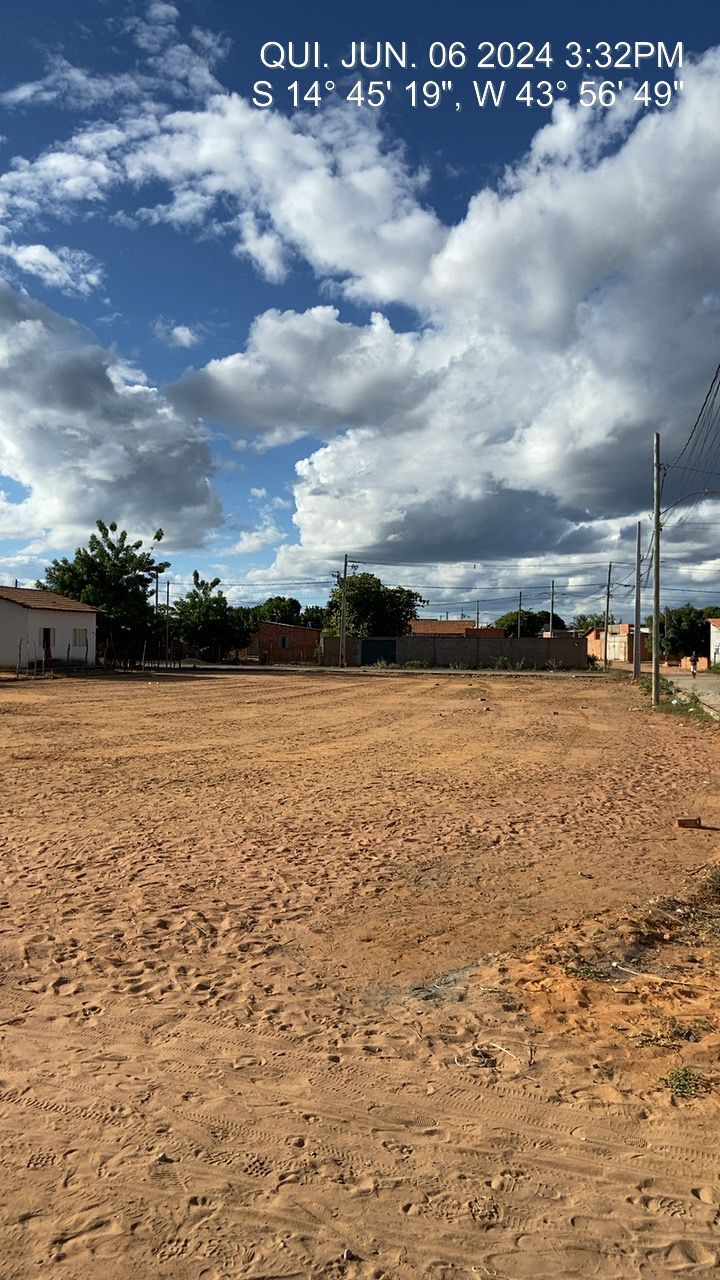 QUI. JUN. 06 2024 3:32PM
S 14° 45' 19", W 43° 56' 49"